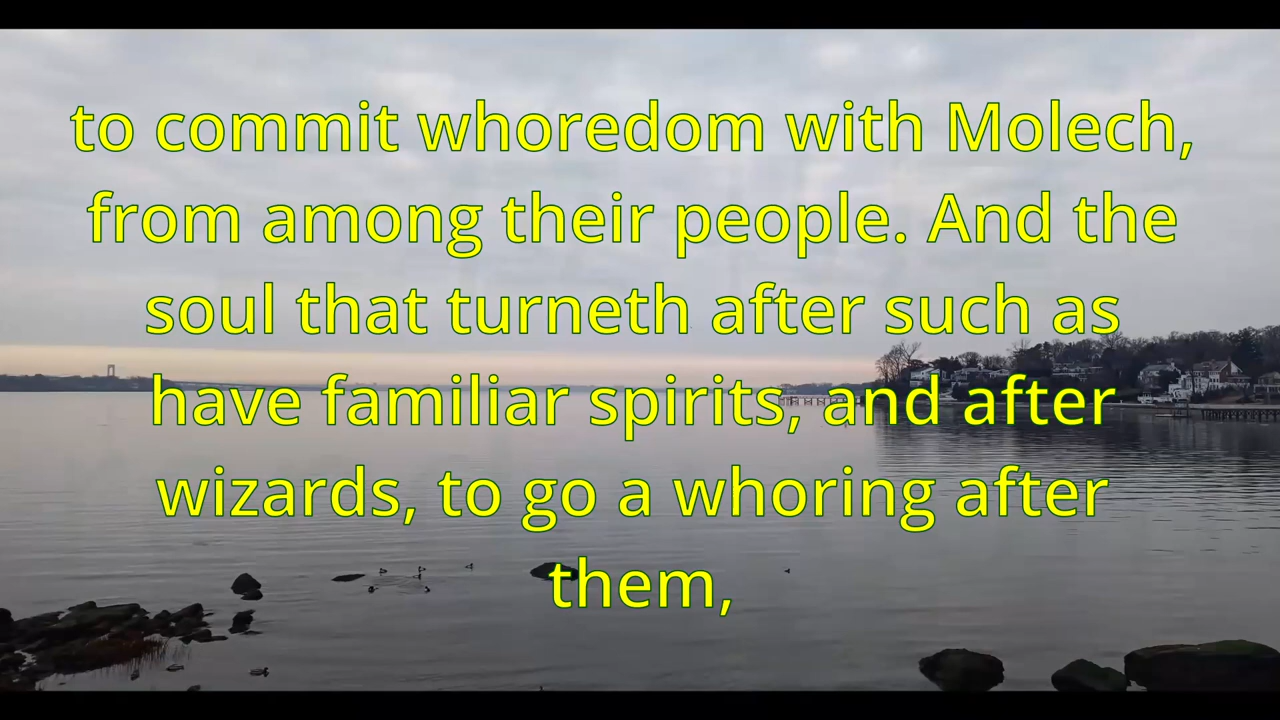 to commit whoredom with Molech,
from among their people. And the
soul that turneth after such as
have familiar spirits, and after
wizards, to go a whoring after
them,